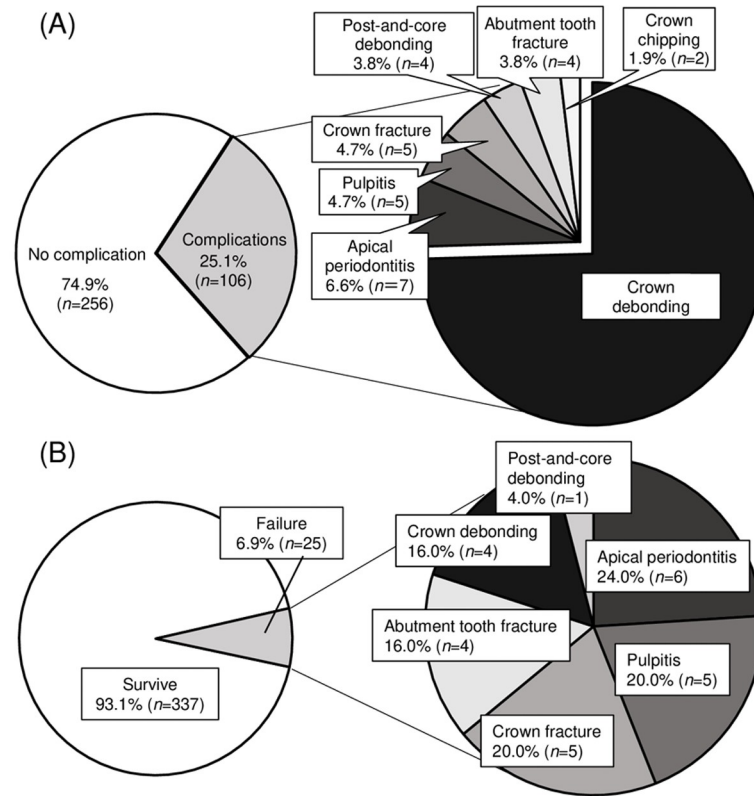 (A)
Post-and-core
debonding
3.8% (n=4)
Abutment tooth
fracture
3.8% (n=4)
Crown
chipping
1.9% (n=2)
Crown fracture
4.7% (n=5)
Pulpitis
4.7% (n=5)
Apical
periodontitis
6.6% (n=7)
No complication
74.9%
(n=256)
Complications
25.1%
(n=106)
Crown
debonding
(B)
Post-and-core
debonding
4.0% (n=1)
Failure
6.9% (n=25)
Crown debonding
16.0% (n=4)
Apical periodontitis
24.0% (n=6)
Abutment tooth fracture
16.0% (n=4)
Pulpitis
20.0% (n=5)
Survive
93.1% (n=337)
Crown fracture
20.0% (n=5)